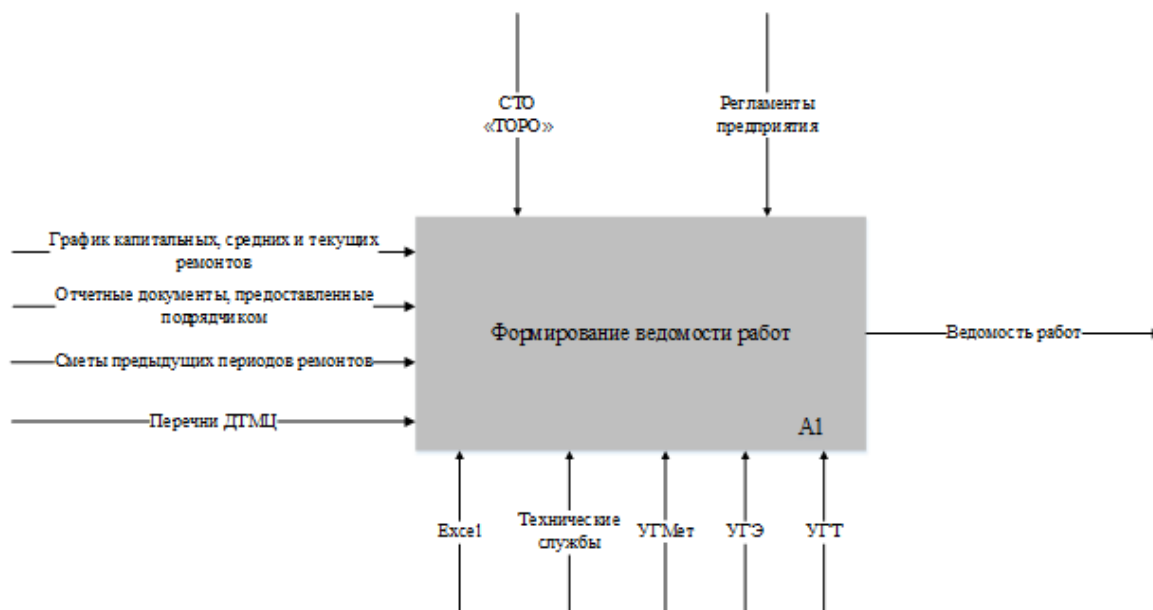 СТО
«ТОРО»
Регламенты
предприятия
График капитальных, средних и текущих
ремонтов
Отчетные документы, предоставленные
подрядчиком
Сметы предыдущих периодов ремонтов
Перечни ДТМЦ
Формирование ведомости работ
А1
Ведомость работ
Excel
Технические
службы
УГМет
УГЭ
УГТ